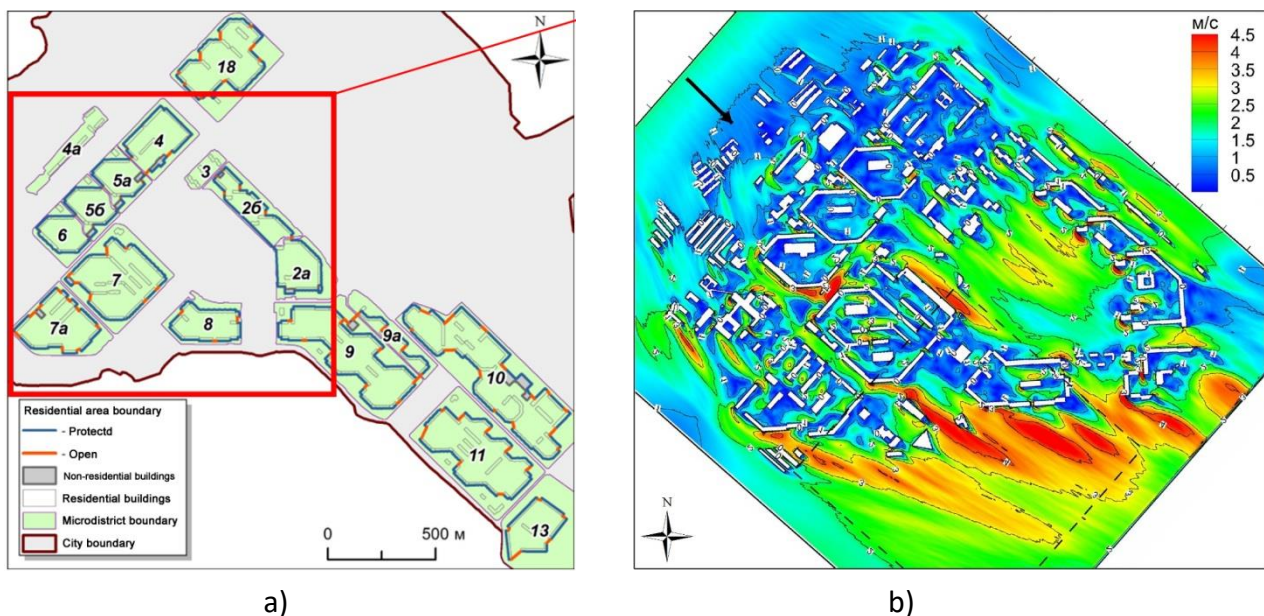 N
18
4a
4
5a
3
5б
2б
6
7
2a
7a
8
9
9a
10
11
13
Residential area boundary
- Protectd
- Open
Non-residential buildings
Residential buildings
Microdistrict boundary
City boundary
0 500 м
м/с
4.5
4
3.5
3
2.5
2
1.5
1
0.5
N
a)
b)